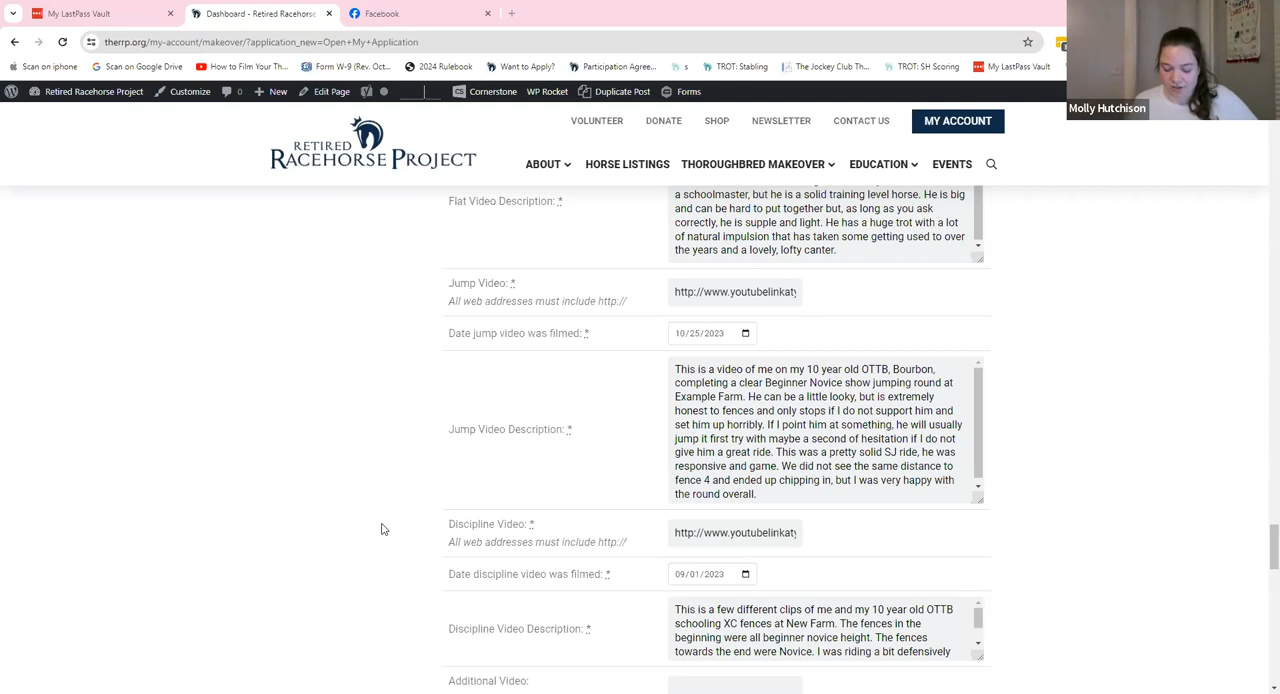 My LastPass Vault
Dashboard - Retired Racehorse
Facebook
therrp.org/my-account/makeover/?application_new=Open+My+Application
Scan on iphone
Scan on Google Drive
How to Film Your Th...
Form W-9 (Rev. Oct...
2024 Rulebook
Want to Apply?
Participation Agree...
s
TROT: Stabling
The Jockey Club Th...
TROT: SH Scoring
My LastPass Vault
Molly Hutchison
Retired Racehorse Project
Customize
0
New
Edit Page
Cornerstone
WP Rocket
Duplicate Post
Forms
VOLUNTEER
DONATE
SHOP
NEWSLETTER
CONTACT US
MY ACCOUNT
RETIRED
RACEHORSE PROJECT
ABOUT
HORSE LISTINGS
THOROUGHBRED MAKEOVER
EDUCATION
EVENTS
Flat Video Description: *
a schoolmaster, but he is a solid training level horse. He is big
and can be hard to put together but, as long as you ask
correctly, he is supple and light. He has a huge trot with a lot
of natural impulsion that has taken some getting used to over
the years and a lovely, lofty canter.
Jump Video: *
All web addresses must include http://
http://www.youtubelinkaty
Date jump video was filmed: *
10/25/2023
Jump Video Description: *
This is a video of me on my 10 year old OTTB, Bourbon,
completing a clear Beginner Novice show jumping round at
Example Farm. He can be a little looky, but is extremely
honest to fences and only stops if I do not support him and
set him up horribly. If I point him at something, he will usually
jump it first try with maybe a second of hesitation if I do not
give him a great ride. This was a pretty solid SJ ride, he was
responsive and game. We did not see the same distance to
fence 4 and ended up chipping in, but I was very happy with
the round overall.
Discipline Video: *
All web addresses must include http://
http://www.youtubelinkaty
Date discipline video was filmed: *
09/01/2023
Discipline Video Description: *
This is a few different clips of me and my 10 year old OTTB
schooling XC fences at New Farm. The fences in the
beginning were all beginner novice height. The fences
towards the end were Novice. I was riding a bit defensively
Additional Video: